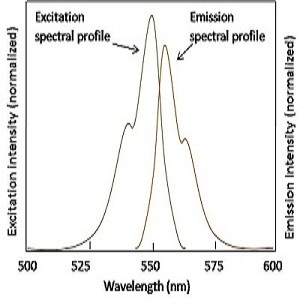 Excitation
spectral profile
Emission
spectral profile
Excitation intensity (normalized)
Emission intensity (normalized)
500 525 550 575 600
Wavelength (nm)